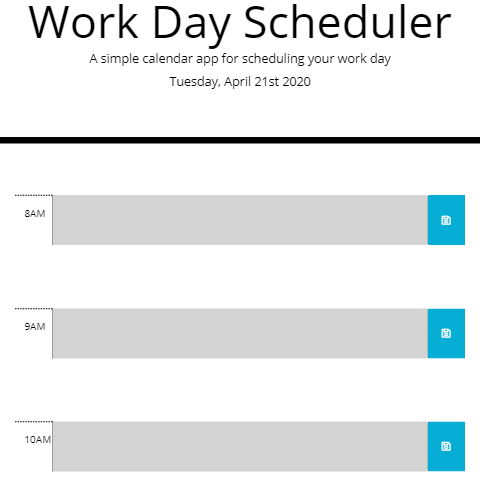 Work Day Scheduler
A simple calendar app for scheduling your work day
Tuesday, April 21st 2020
8AM
9AM
10AM